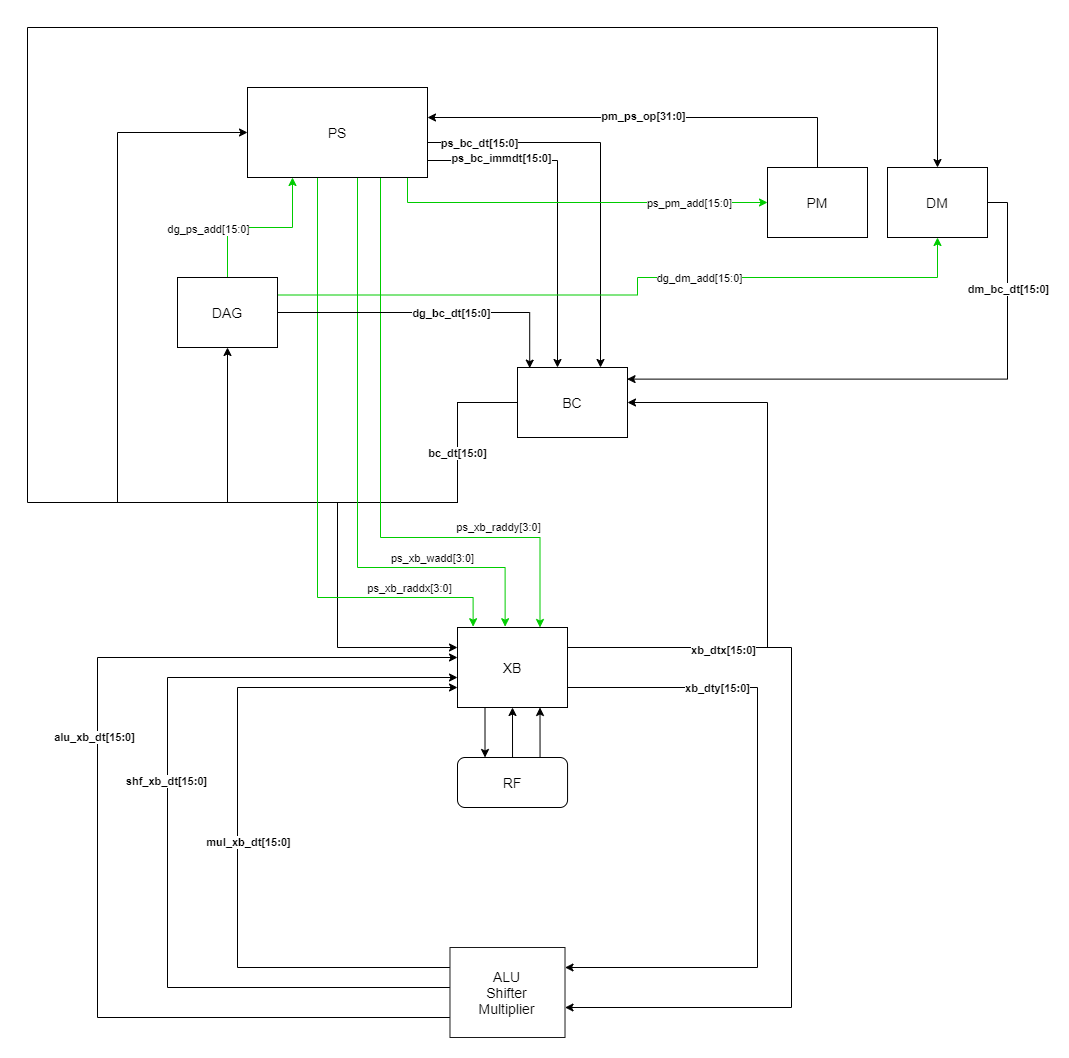 pm_ps_op[31:0]
PS
ps_bc_dt[15:0]
ps_bc_immdt[15:0]
ps_pm_add[15:0]
PM
DM
dg_ps_add[15:0]
dg_dm_add[15:0]
dm_bc_dt[15:0]
DAG
dg_bc_dt[15:0]
BC
bc_dt[15:0]
ps_xb_raddy[3:0]
ps_xb_wadd[3:0]
ps_xb_raddx[3:0]
XB
xb_dtx[15:0]
xb_dty[15:0]
alu_xb_dt[15:0]
shf_xb_dt[15:0]
RF
mul_xb_dt[15:0]
ALU
Shifter
Multiplier